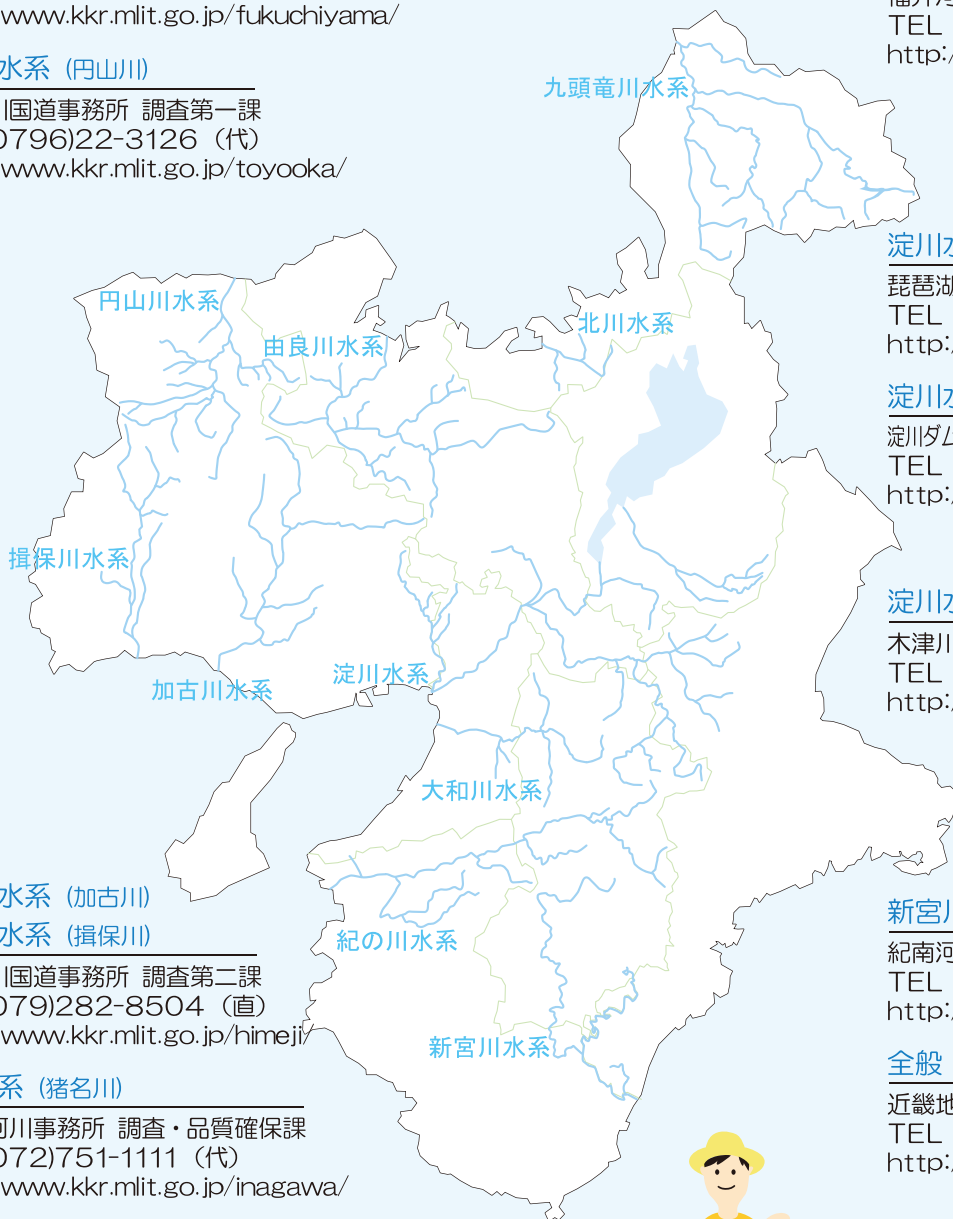 www.kkr.mlit.go.jp/fukuchiyama/
水系（円山川）
川国道事務所 調査第一課
0796)22-3126（代）
www.kkr.mlit.go.jp/toyooka/
TEL
http:/
九頭竜川水系
円山川水系
由良川水系
北川水系
揖保川水系
加古川水系
淀川水系
大和川水系
紀の川水系
新宮川水系
淀川水
琵琶湖
TEL
http:/
淀川水
淀川ダム
TEL
http:/
淀川水
木津川
TEL
http:/
水系（加古川）
水系（揖保川）
川国道事務所 調査第二課
079)282-8504（直）
www.kkr.mlit.go.jp/himeji/
系（猪名川）
河川事務所 調査・品質確保課
072)751-1111（代）
www.kkr.mlit.go.jp/inagawa/
新宮川
紀南河
TEL
http:/
全般
近畿地
TEL
http:/